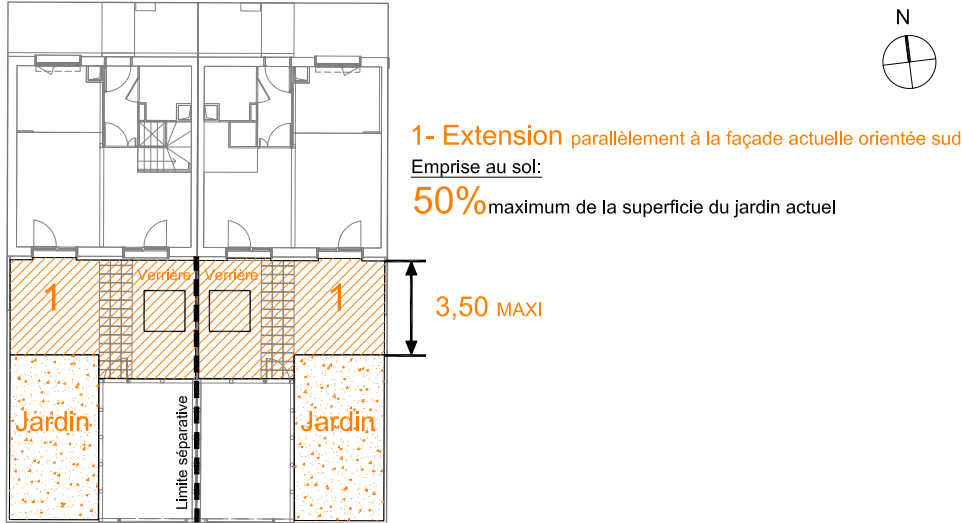 N
1- Extension parallèlement à la façade actuelle orientée sud
Emprise au sol:
50% maximum de la superficie du jardin actuel
Verrière Verrière
1 1
3,50 MAXI
Jardin Jardin
Limite séparative